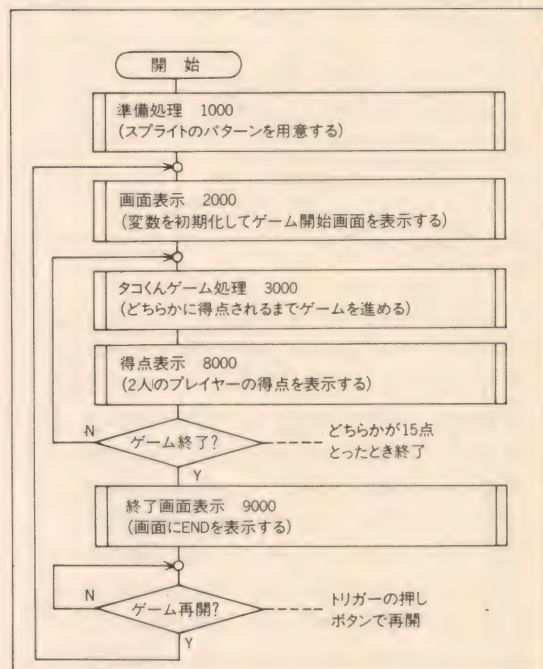 開 始
準備処理 1000
(スプライトのパターンを用意する)
画面表示 2000
(変数を初期化してゲーム開始画面を表示する)
タコくんゲーム処理 3000
(どちらかに得点されるまでゲームを進める)
得点表示 8000
(2人のプレイヤーの得点を表示する)
N
ゲーム終了?
どちらかが15点
とったとき終了
Y
終了画面表示 9000
(画面にENDを表示する)
N
ゲーム再開?
トリガーの押し
ボタンで再開
Y